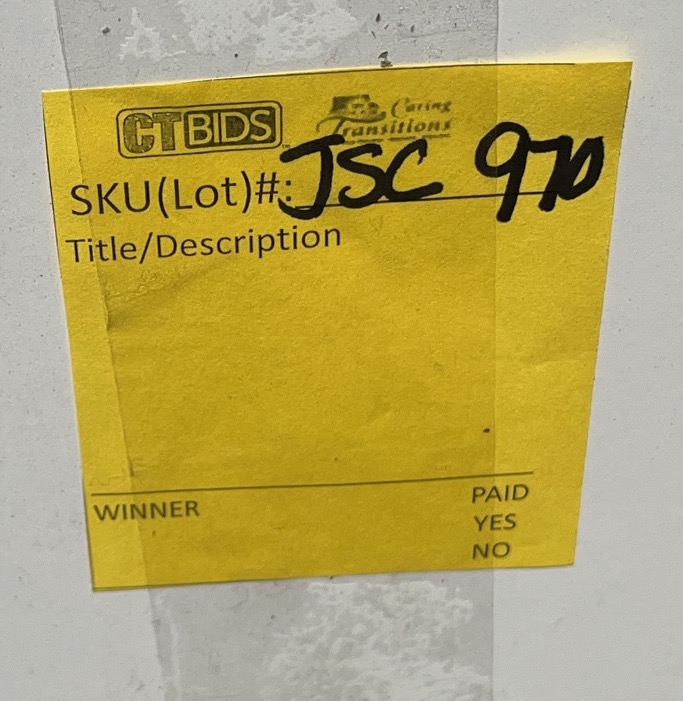 CTBIDS
Caring
Transitions
SKU(Lot)#: JSC 970
Title/Description
WINNER
PAID
YES
NO